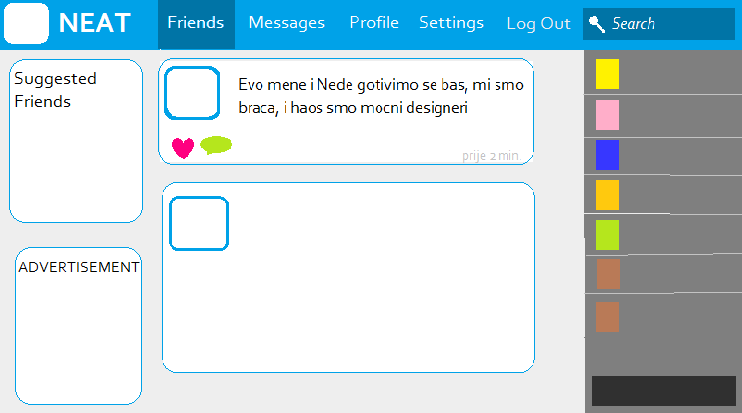 NEAT
Friends
Messages
Profile
Settings
Log Out
Search
Suggested
Friends
Evo mene i Nede gotivimo se bas, mi smo
braca, i haos smo mocni designeri
prije 2 min
ADVERTISEMENT